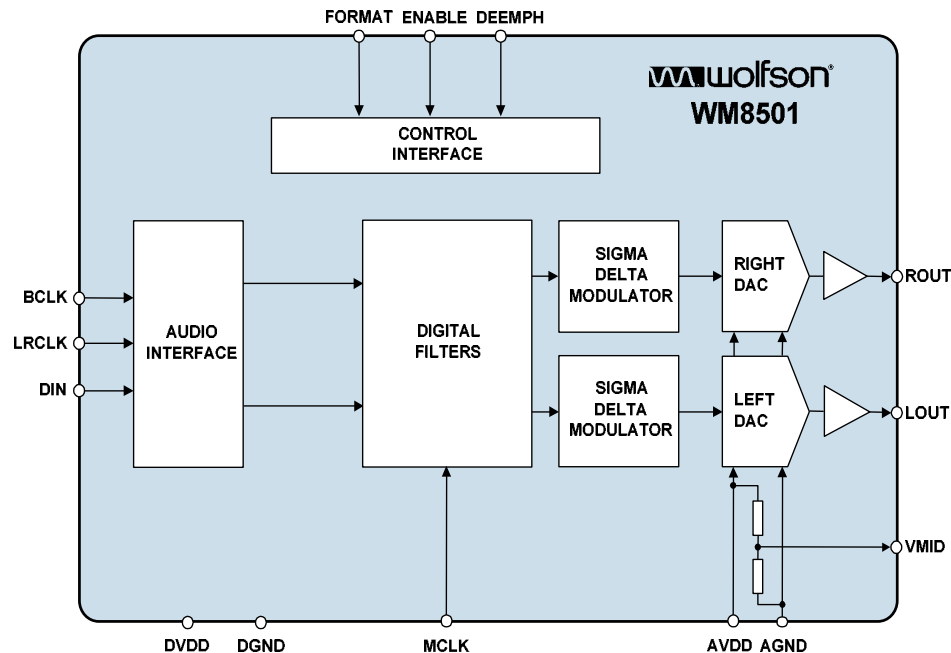 FORMAT ENABLE DEEMPH
wolfson®
WM8501
CONTROL
INTERFACE
BCLK
LRCLK
DIN
AUDIO
INTERFACE
DIGITAL
FILTERS
SIGMA
DELTA
MODULATOR
RIGHT
DAC
ROUT
SIGMA
DELTA
MODULATOR
LEFT
DAC
LOUT
VMID
DVDD DGND MCLK AVDD AGND